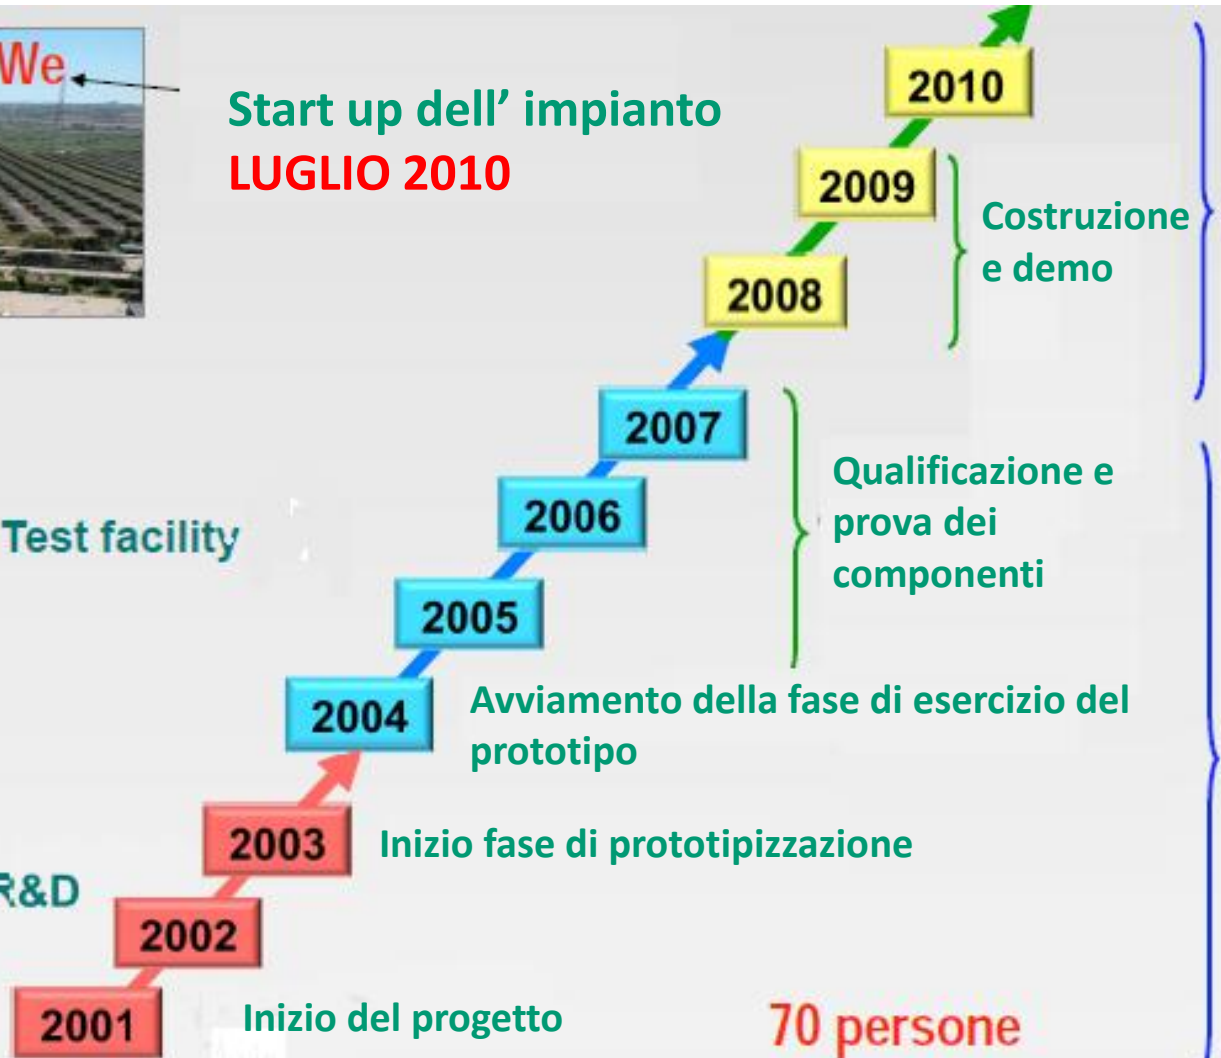 We
Start up dell' impianto
LUGLIO 2010
2010
2009
Costruzione
e demo
2008
2007
Qualificazione e
prova dei
componenti
2006
Test facility
2005
2004
Avviamento della fase di esercizio del
prototipo
2003
Inizio fase di prototipizzazione
R&D
2002
2001
Inizio del progetto
70 persone